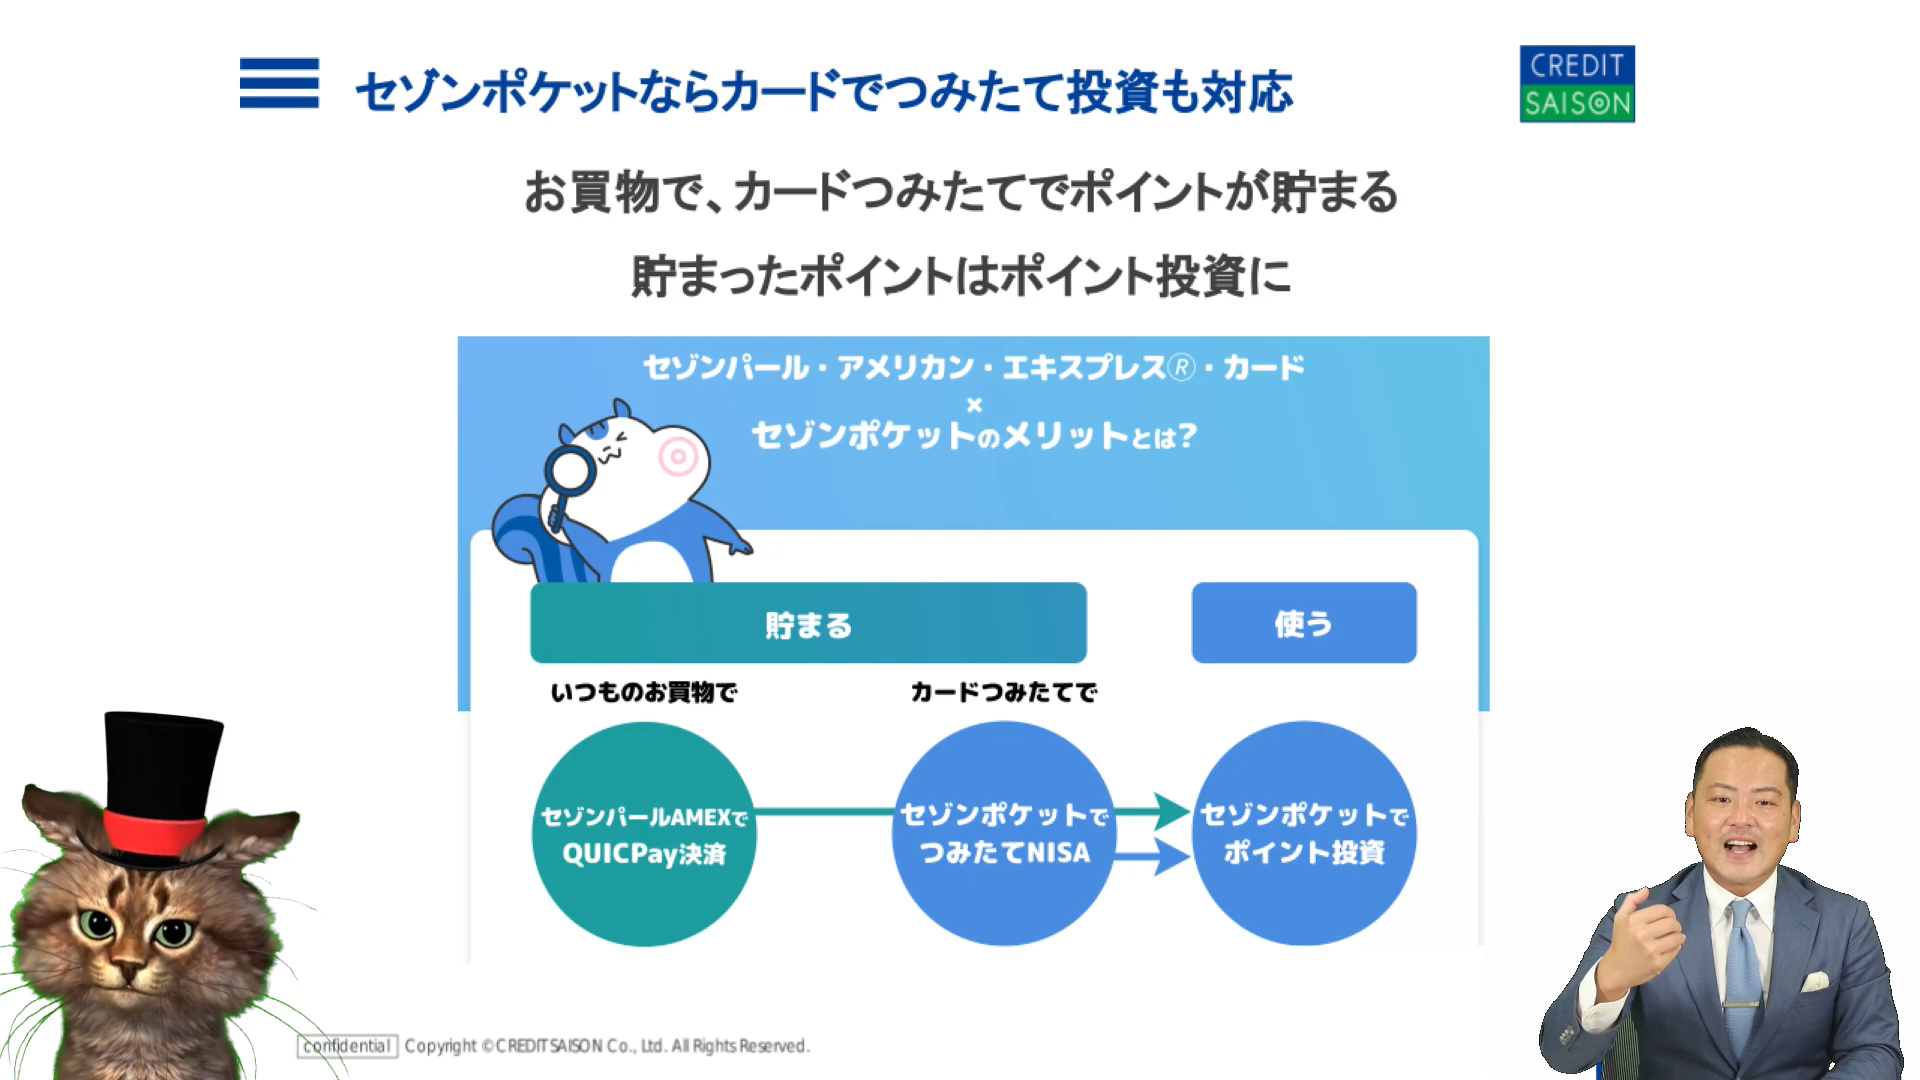 セゾンポケットならカードでつみたて投資も対応
CREDIT
SAISON
お買物で、カードつみたてでポイントが貯まる
貯まったポイントはポイント投資に
セゾンパール・アメリカン・エキスプレスⓇ・カード
×
セゾンポケットのメリットとは?
貯まる
使う
いつものお買物で
カードつみたてで
セゾンパールAMEXで
QUICPay決済
セゾンポケットで
つみたてNISA
セゾンポケットで
ポイント投資
confidential Copyright © CREDIT SAISON Co., Ltd. All Rights Reserved.